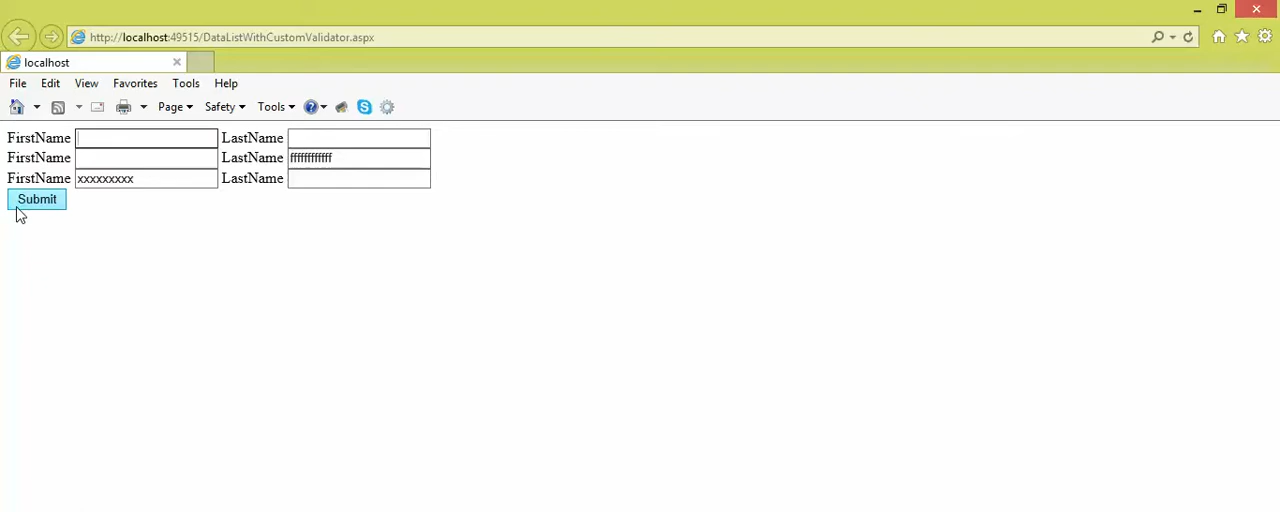 http://localhost:49515/DataListWithCustomValidator.aspx
localhost
File Edit View Favorites Tools Help
Page Safety Tools
FirstName LastName
FirstName LastName ffffffffffff
FirstName xxxxxxxxx LastName
Submit